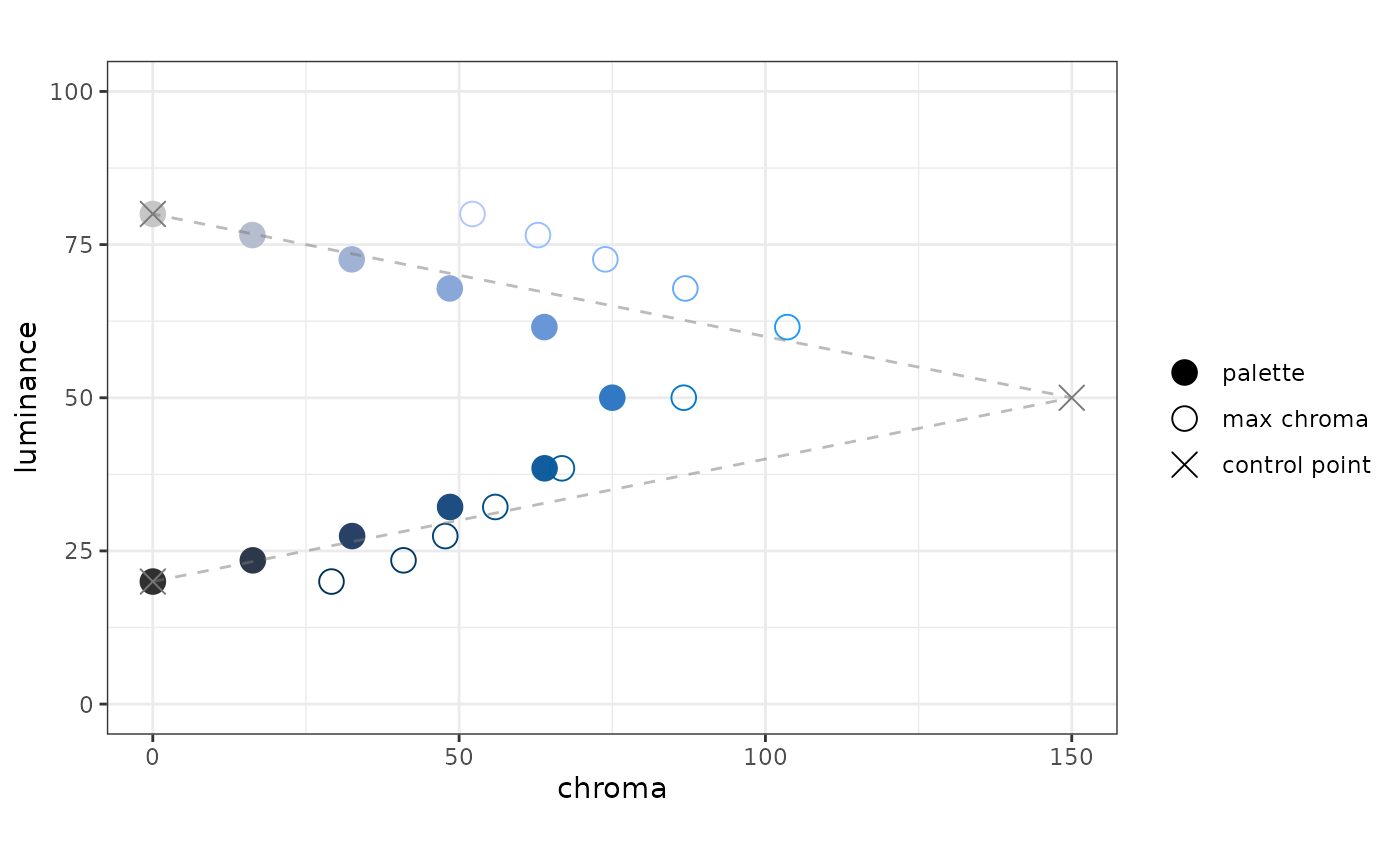 100
75
50
25
0
luminance
0 50 100 150
chroma
palette
max chroma
control point